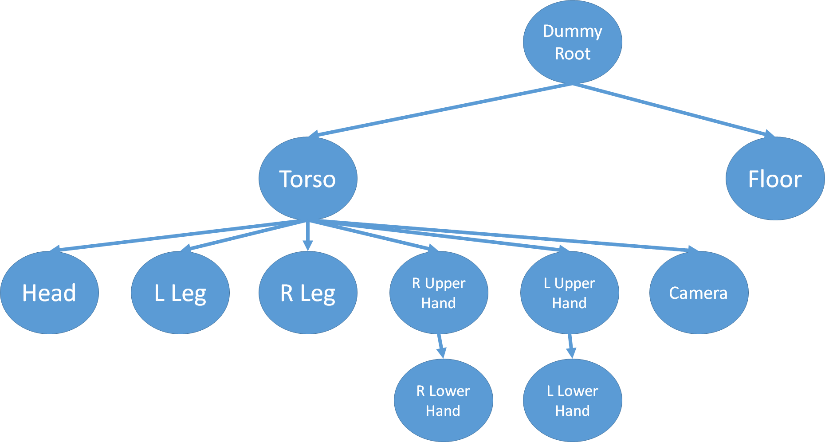 Dummy
Root
Torso
Floor
Head
L Leg
R Leg
R Upper
Hand
L Upper
Hand
Camera
R Lower
Hand
L Lower
Hand